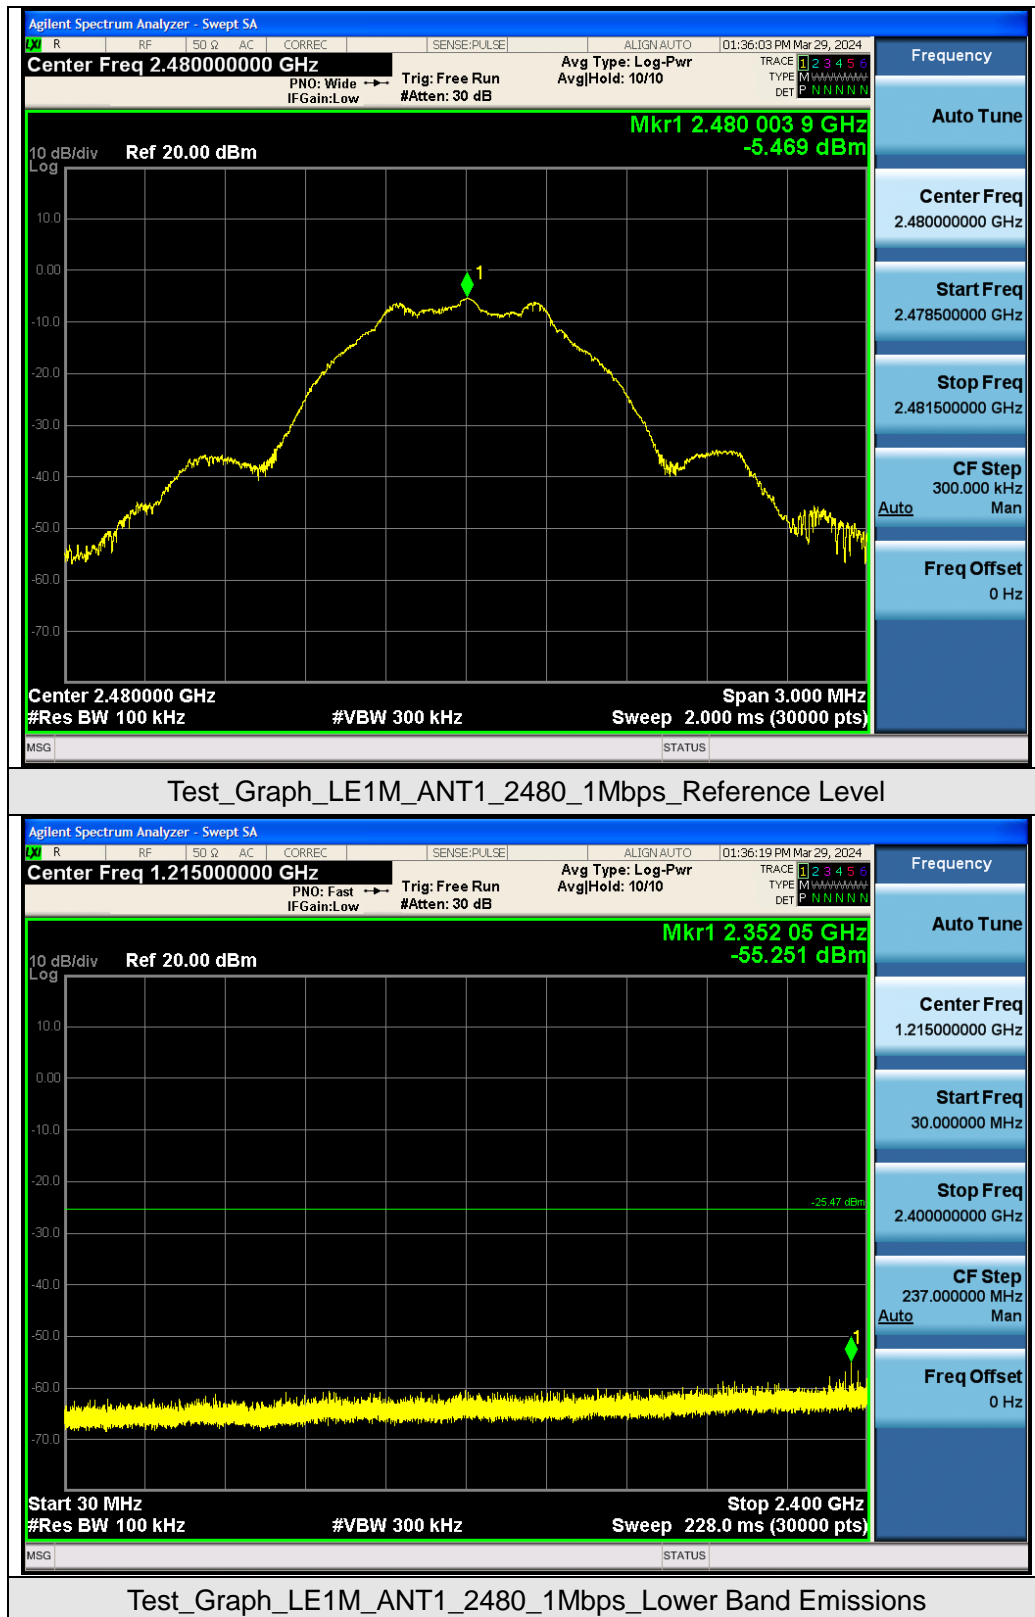 Agilent Spectrum Analyzer - Swept SA
LXI R RF 50 Ω AC CORREC SENSE:PULSE ALIGN AUTO 01:36:03 PM Mar 29, 2024
Center Freq 2.480000000 GHz
PNO: Wide
IFGain:Low
Trig: Free Run
#Atten: 30 dB
Avg Type: Log-Pwr
Avg|Hold: 10/10
TRACE 1 2 3 4 5 6
TYPE M
DET P N N N N N
Mkr1 2.480 003 9 GHz
-5.469 dBm
10 dB/div Ref 20.00 dBm
Log
10.0
0.00
-10.0
-20.0
-30.0
-40.0
-50.0
-60.0
-70.0
1
Center 2.480000 GHz Span 3.000 MHz
#Res BW 100 kHz #VBW 300 kHz Sweep 2.000 ms (30000 pts)
MSG STATUS
Frequency
Auto Tune
Center Freq
2.480000000 GHz
Start Freq
2.478500000 GHz
Stop Freq
2.481500000 GHz
CF Step
300.000 kHz
Auto Man
Freq Offset
0 Hz
Test_Graph_LE1M_ANT1_2480_1Mbps_Reference Level
Agilent Spectrum Analyzer - Swept SA
LXI R RF 50 Ω AC CORREC SENSE:PULSE ALIGN AUTO 01:36:19 PM Mar 29, 2024
Center Freq 1.215000000 GHz
PNO: Fast
IFGain:Low
Trig: Free Run
#Atten: 30 dB
Avg Type: Log-Pwr
Avg|Hold: 10/10
TRACE 1 2 3 4 5 6
TYPE M
DET P N N N N N
Mkr1 2.352 05 GHz
-55.251 dBm
10 dB/div Ref 20.00 dBm
Log
10.0
0.00
-10.0
-20.0
-30.0
-40.0
-50.0
-60.0
-70.0
-25.47 dBm
1
Start 30 MHz Stop 2.400 GHz
#Res BW 100 kHz #VBW 300 kHz Sweep 228.0 ms (30000 pts)
MSG STATUS
Frequency
Auto Tune
Center Freq
1.215000000 GHz
Start Freq
30.000000 MHz
Stop Freq
2.400000000 GHz
CF Step
237.000000 MHz
Auto Man
Freq Offset
0 Hz
Test_Graph_LE1M_ANT1_2480_1Mbps_Lower Band Emissions